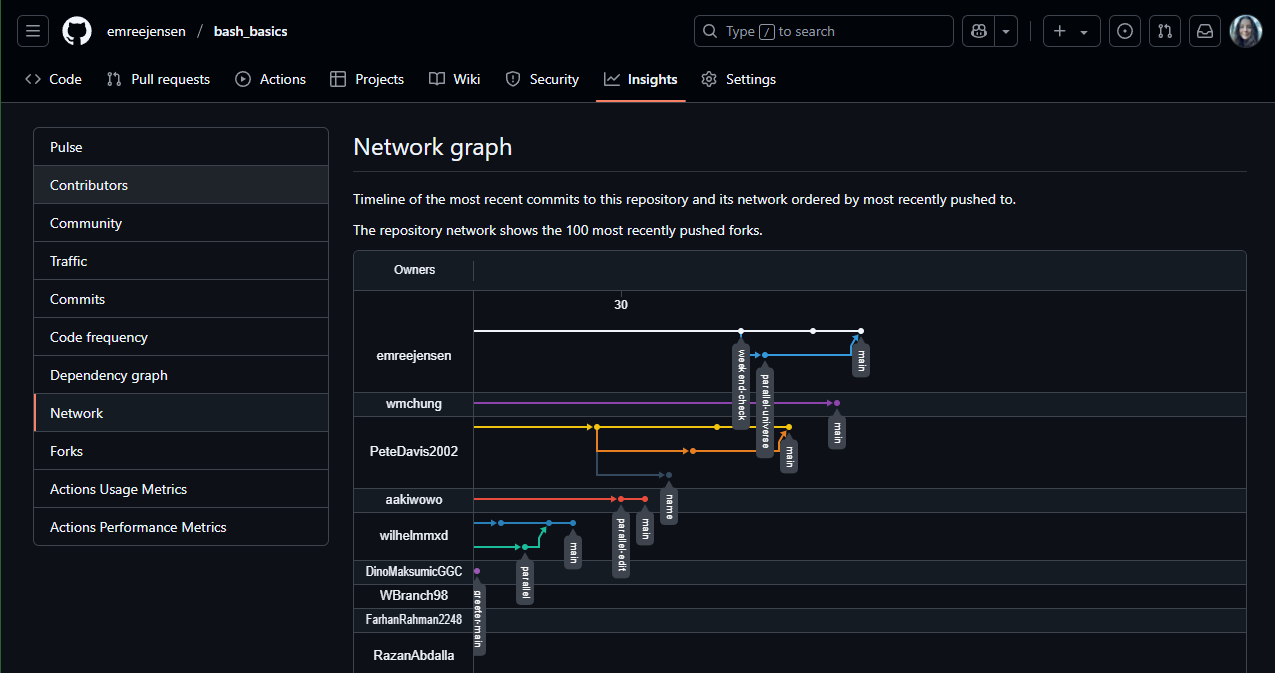 emreejensen / bash_basics
Type / to search
Code
Pull requests
Actions
Projects
Wiki
Security
Insights
Settings
Pulse
Contributors
Community
Traffic
Commits
Code frequency
Dependency graph
Network
Forks
Actions Usage Metrics
Actions Performance Metrics
Network graph
Timeline of the most recent commits to this repository and its network ordered by most recently pushed to.
The repository network shows the 100 most recently pushed forks.
Owners
30
emreejensen
weekend-check
parallel-universe
main
wmchung
main
PeteDavis2002
main
name
aakiwowo
parallel-edit
main
wilhelmmxd
main
parallel
DinoMaksumicGGC
greeter-main
WBranch98
FarhanRahman2248
RazanAbdalla